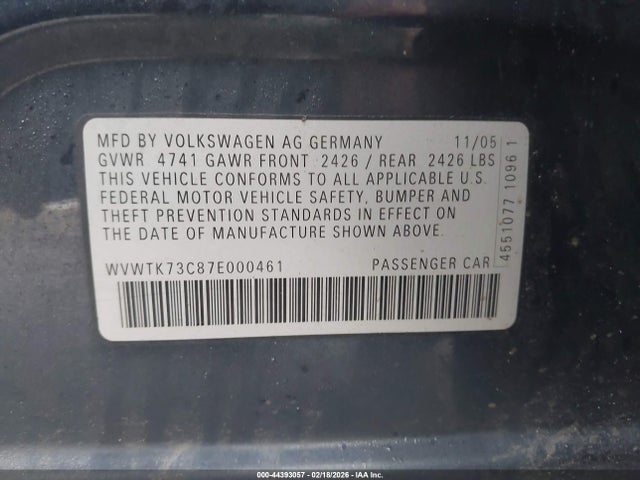 MFD BY VOLKSWAGEN AG GERMANY 11/05
GVWR. 4741 GAWR FRONT 2426 / REAR 2426 LBS
THIS VEHICLE CONFORMS TO ALL APPLICABLE U.S.
FEDERAL MOTOR VEHICLE SAFETY, BUMPER AND
THEFT PREVENTION STANDARDS IN EFFECT ON
THE DATE OF MANUFACTURE SHOWN ABOVE.
WVWTK73C87E000461 PASSENGER CAR
4551077 1096 1
000-44393057 - 02/18/2026 - IAA Inc.